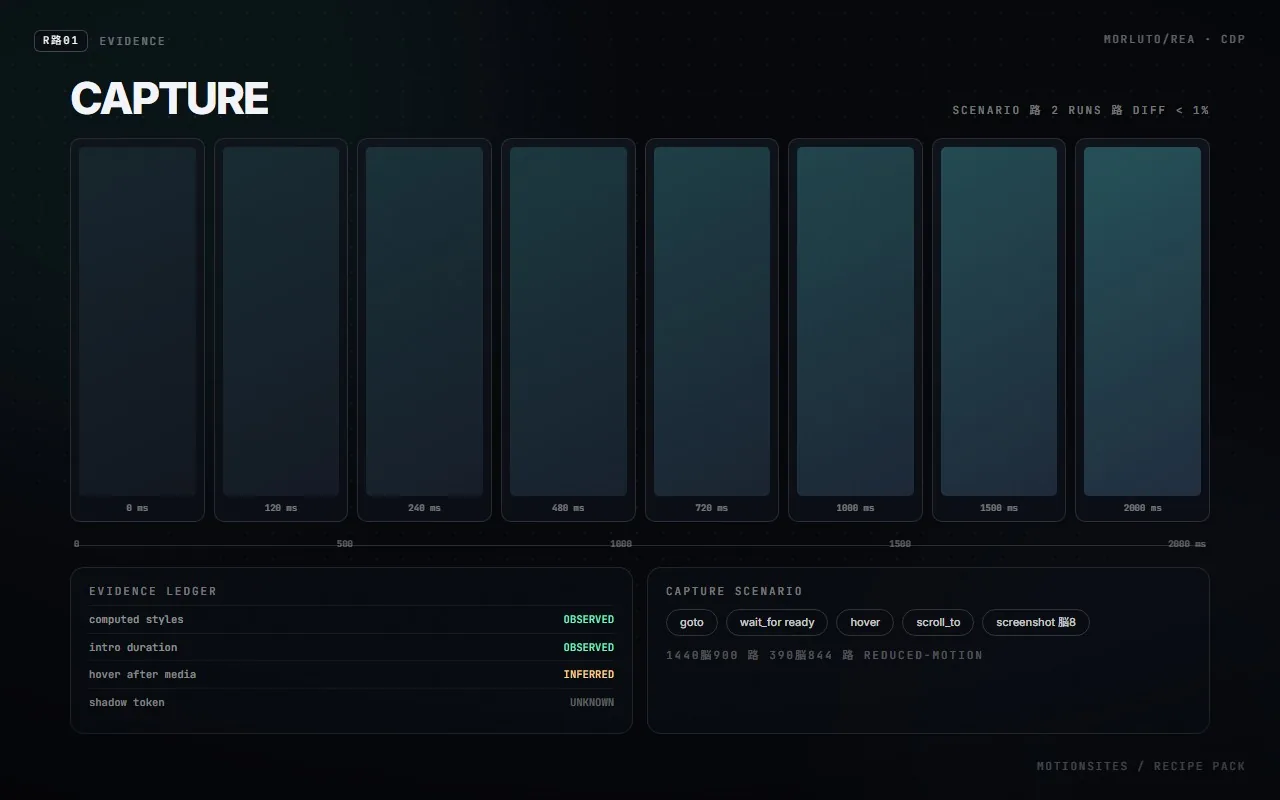 R路01 EVIDENCE
MORLUTO/REA · CDP
CAPTURE
SCENARIO 路 2 RUNS 路 DIFF < 1%
0 ms
120 ms
240 ms
480 ms
720 ms
1000 ms
1500 ms
2000 ms
0 500 1000 1500 2000 ms
EVIDENCE LEDGER
computed styles OBSERVED
intro duration OBSERVED
hover after media INFERRED
shadow token UNKNOWN
CAPTURE SCENARIO
goto wait_for ready hover scroll_to screenshot 脳8
1440脳900 路 390脳844 路 REDUCED-MOTION
MOTIONSITES / RECIPE PACK